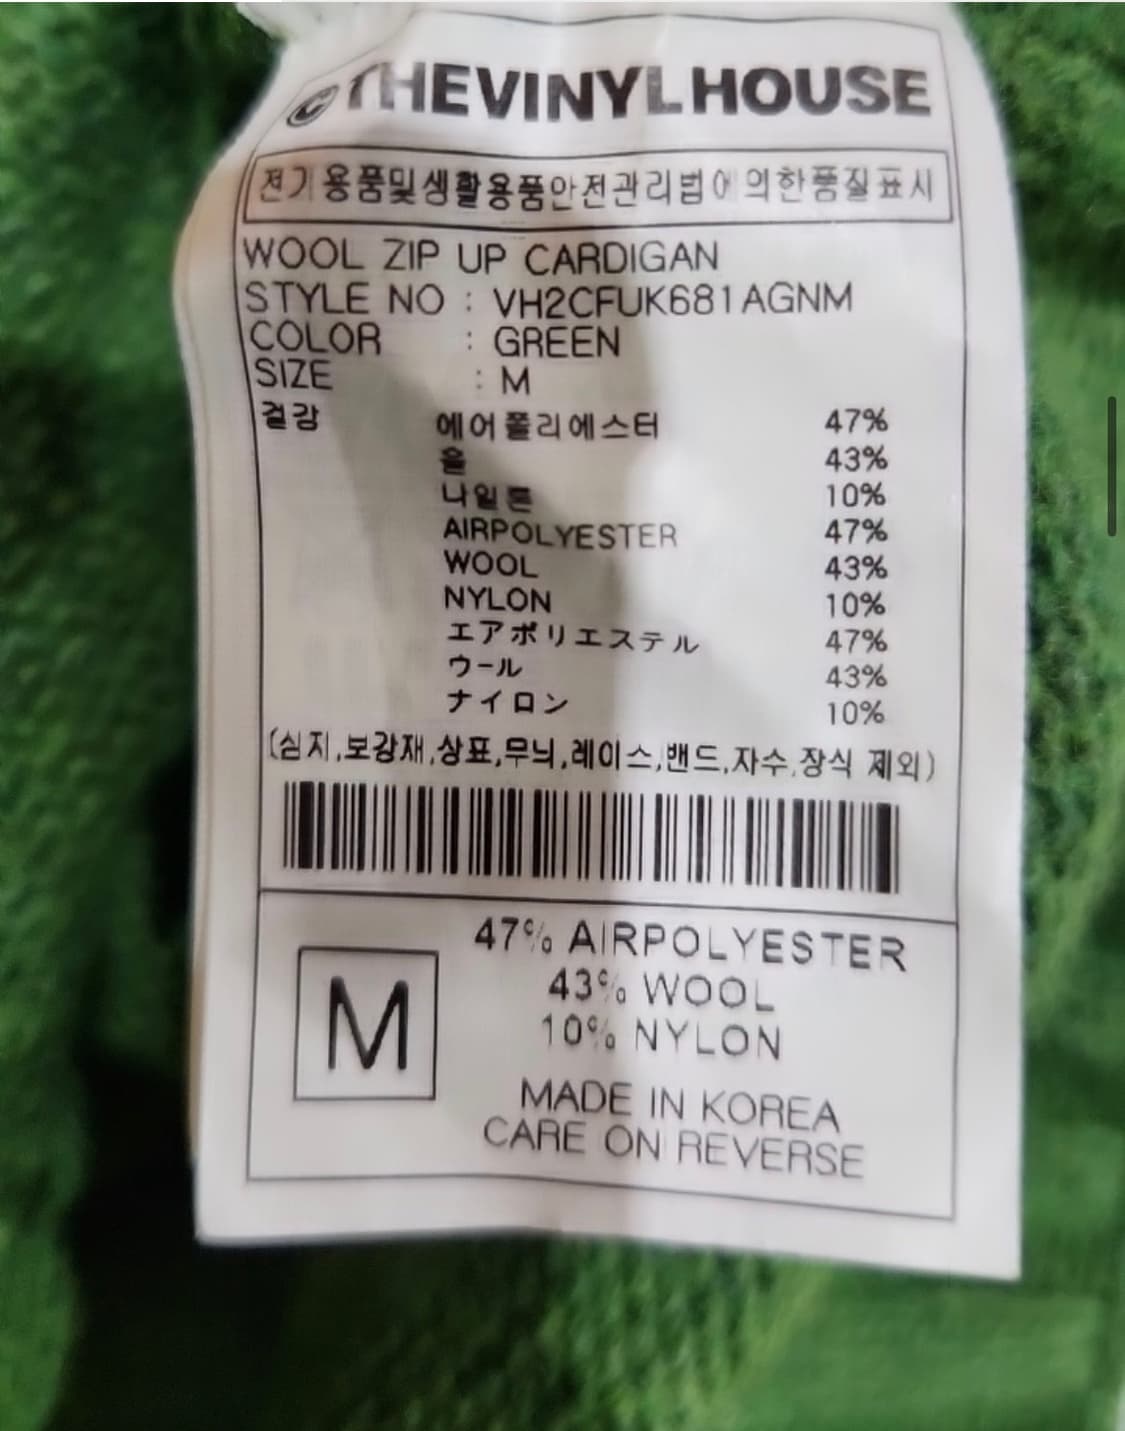 © THEVINYLHOUSE
전기용품및생활용품안전관리법에의한품질표시
WOOL ZIP UP CARDIGAN
STYLE NO : VH2CFUK681AGNM
COLOR : GREEN
SIZE : M
겉감 에어폴리에스터 47%
울 43%
나일론 10%
AIRPOLYESTER 47%
WOOL 43%
NYLON 10%
エアポリエステル 47%
ウール 43%
ナイロン 10%
(심지,보강재,상표,무늬,레이스,밴드,자수,장식 제외)
47% AIRPOLYESTER
43% WOOL
10% NYLON
M
MADE IN KOREA
CARE ON REVERSE